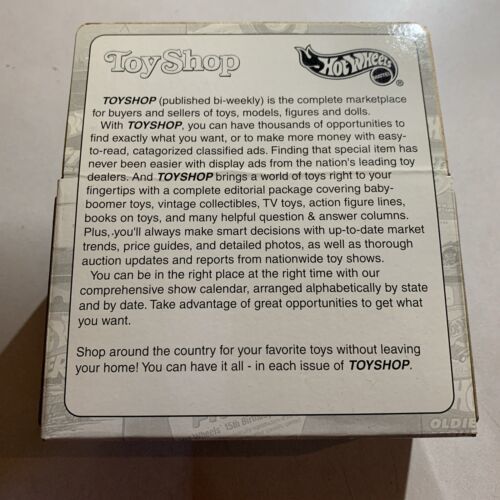 ToyShop
Hot Wheels
MATTEL
®
TOYSHOP (published bi-weekly) is the complete marketplace
for buyers and sellers of toys, models, figures and dolls.
With TOYSHOP, you can have thousands of opportunities to
find exactly what you want, or to make more money with easy-
to-read, catagorized classified ads. Finding that special item has
never been easier with display ads from the nation's leading toy
dealers. And TOYSHOP brings a world of toys right to your
fingertips with a complete editorial package covering baby-
boomer toys, vintage collectibles, TV toys, action figure lines,
books on toys, and many helpful question & answer columns.
Plus, you'll always make smart decisions with up-to-date market
trends, price guides, and detailed photos, as well as thorough
auction updates and reports from nationwide toy shows.
You can be in the right place at the right time with our
comprehensive show calendar, arranged alphabetically by state
and by date. Take advantage of great opportunities to get what
you want.
Shop around the country for your favorite toys without leaving
your home! You can have it all - in each issue of TOYSHOP.
Wheels' 15th Birthday
OLDIE